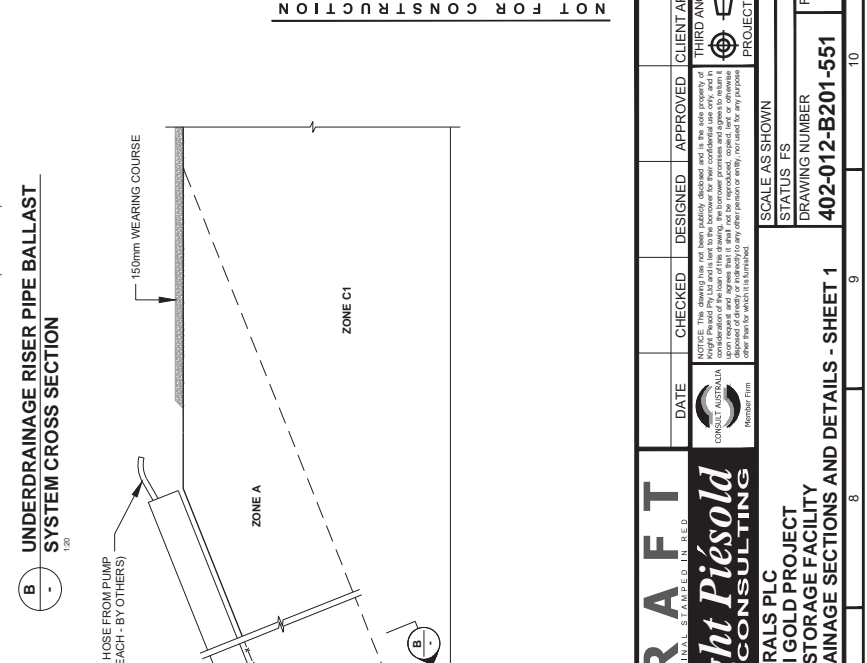 NOT FOR CONSTRUCTION
B
-
UNDERDRAINAGE RISER PIPE BALLAST
SYSTEM CROSS SECTION
1:20
150mm WEARING COURSE
HOSE FROM PUMP
EACH - BY OTHERS)
ZONE A
ZONE C1
B
-
RAFT
NAL STAMPED IN RED
DATE
CHECKED
DESIGNED
APPROVED
CLIENT AP
ht Piésold
CONSULTING
CONSULT AUSTRALIA
Member Firm
NOTICE: This drawing has not been publicly disclosed and is the sole property of
Knight Piesold Pty Ltd and is lent to the borrower for their confidential use only, and in
consideration of the loan of this drawing, the borrower promises and agrees to return it
upon request and agrees that it shall not be reproduced, copied, lent or otherwise
disposed of directly or indirectly to any other person or entity, nor used for any purpose
other than for which it is furnished.
THIRD ANG
PROJECT
RALS PLC
GOLD PROJECT
STORAGE FACILITY
AINAGE SECTIONS AND DETAILS - SHEET 1
SCALE AS SHOWN
STATUS FS
DRAWING NUMBER
402-012-B201-551
8
9
10